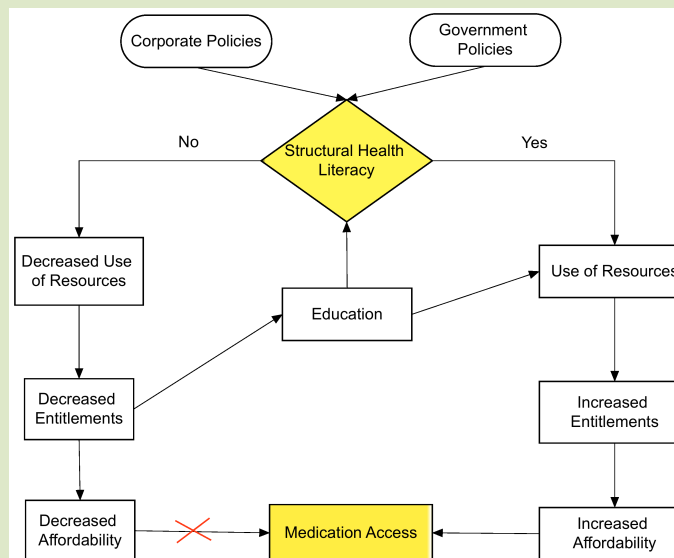 Corporate Policies
Government
Policies
No
Structural Health
Literacy
Yes
Decreased Use
of Resources
Use of Resources
Education
Decreased
Entitlements
Increased
Entitlements
Decreased
Affordability
Medication Access
Increased
Affordability